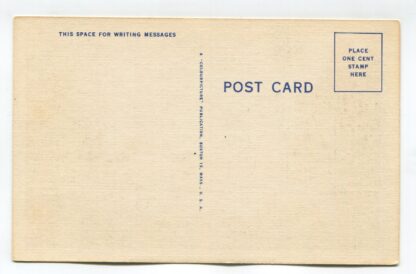 THIS SPACE FOR WRITING MESSAGES
PLACE
ONE CENT
STAMP
HERE
POST CARD
A "COLOURPICTURE" PUBLICATION, BOSTON 15, MASS., U. S. A.